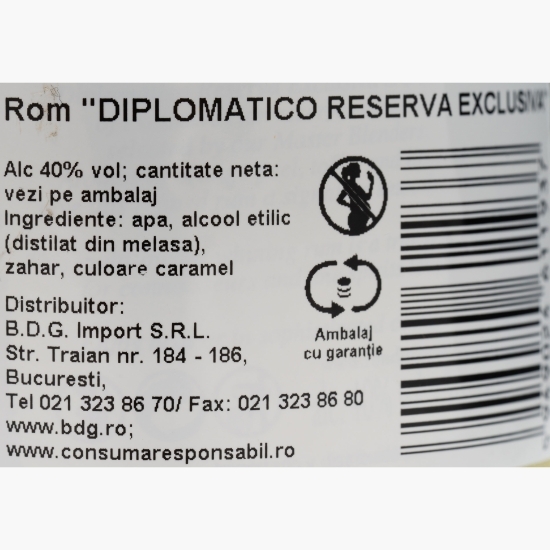 Rom "DIPLOMATICO RESERVA EXCLUSIVA"
Alc 40% vol; cantitate neta:
vezi pe ambalaj
Ingrediente: apa, alcool etilic
(distilat din melasa),
zahar, culoare caramel
Ambalaj
cu garanție
Distribuitor:
B.D.G. Import S.R.L.
Str. Traian nr. 184 - 186,
Bucuresti,
Tel 021 323 86 70/ Fax: 021 323 86 80
www.bdg.ro;
www.consumaresponsabil.ro